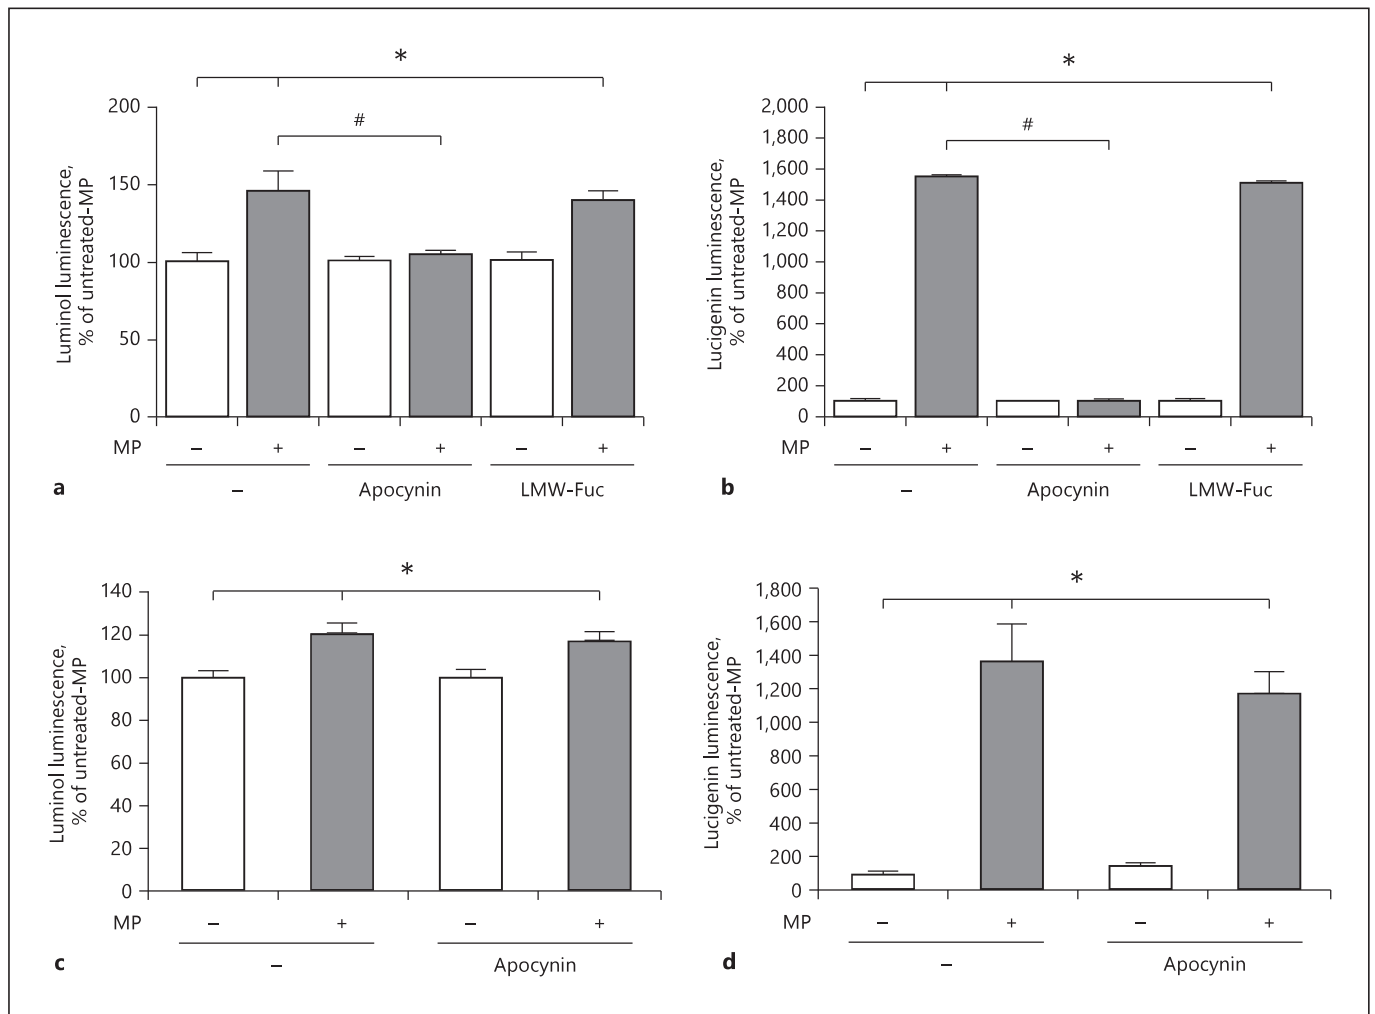 *
200
#
150
100
50
0
Luminol luminescence,
% of untreated-MP
MP – + – + – +
– Apocynin LMW-Fuc
a
*
2,000
1,800
#
1,600
1,400
1,200
1,000
800
600
400
200
0
Lucigenin luminescence,
% of untreated-MP
MP – + – + – +
– Apocynin LMW-Fuc
b
*
140
120
100
80
60
40
20
0
Luminol luminescence,
% of untreated-MP
MP – + – +
– Apocynin
c
*
1,800
1,600
1,400
1,200
1,000
800
600
400
200
0
Lucigenin luminescence,
% of untreated-MP
MP – + – +
– Apocynin
d